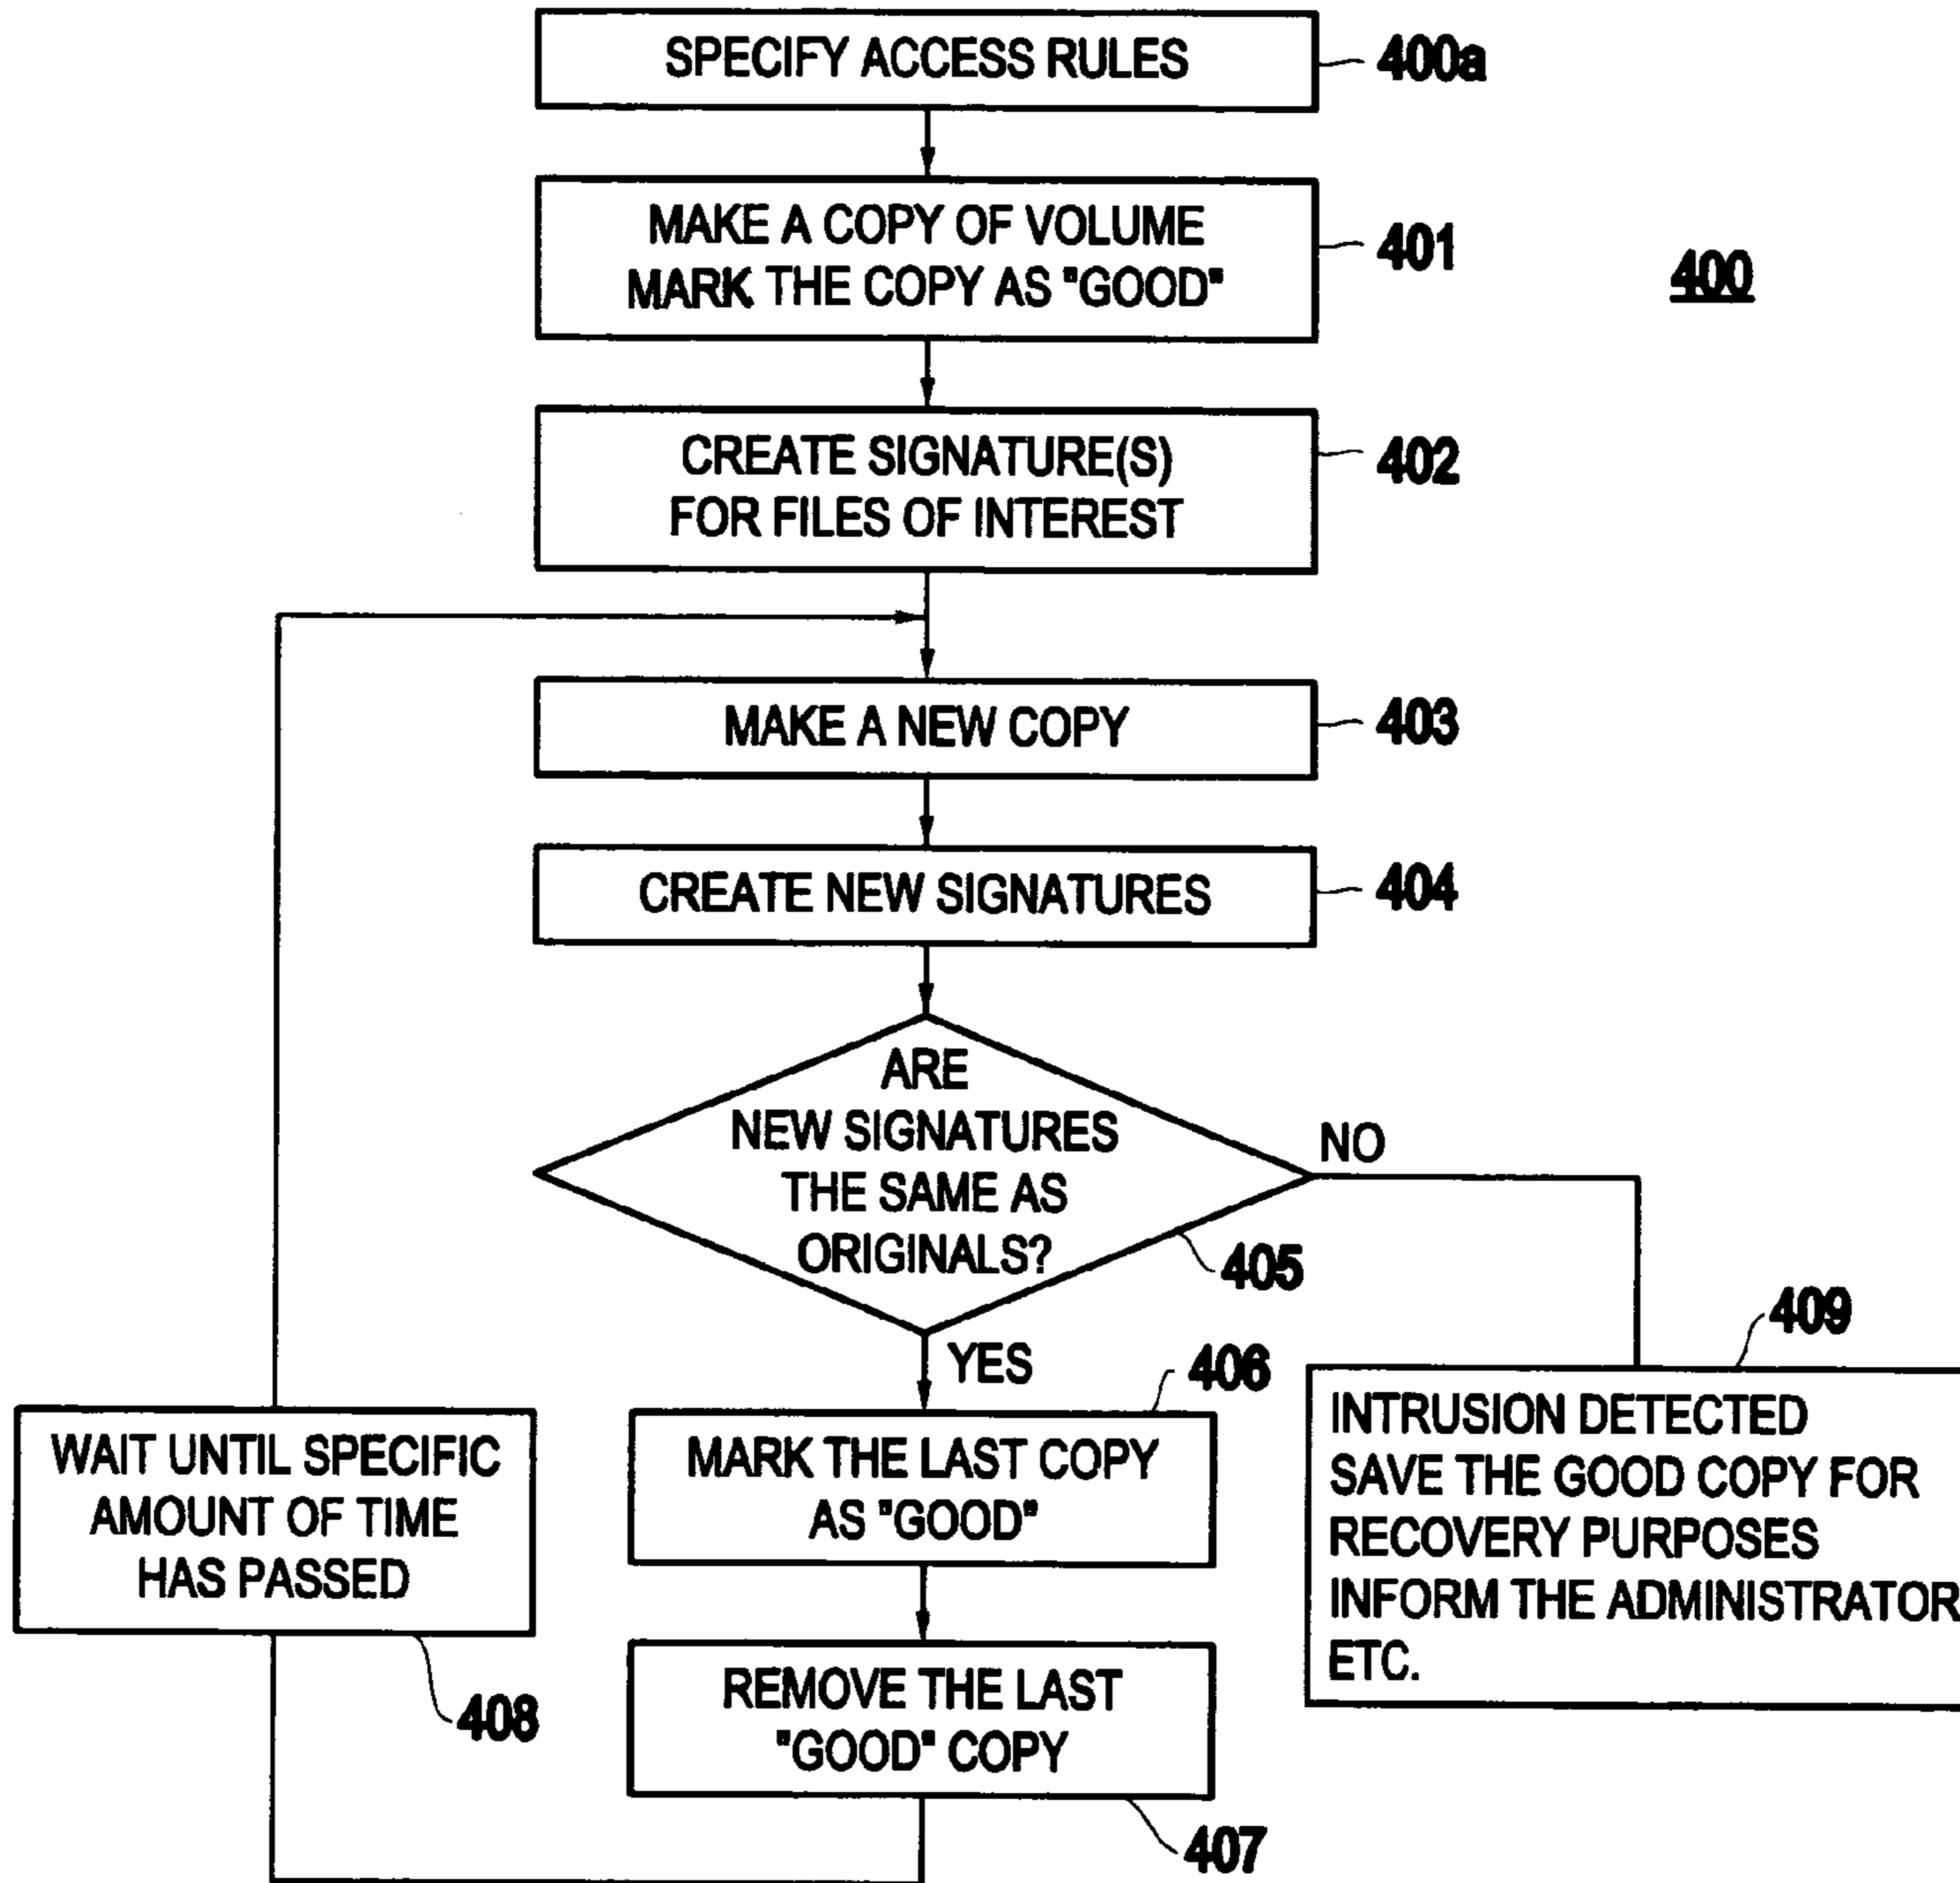 SPECIFY ACCESS RULES
400a
MAKE A COPY OF VOLUME
MARK THE COPY AS "GOOD"
401
400
CREATE SIGNATURE(S)
FOR FILES OF INTEREST
402
MAKE A NEW COPY
403
CREATE NEW SIGNATURES
404
ARE
NEW SIGNATURES
THE SAME AS
ORIGINALS?
405
NO
YES
409
INTRUSION DETECTED
SAVE THE GOOD COPY FOR
RECOVERY PURPOSES
INFORM THE ADMINISTRATOR
ETC.
406
MARK THE LAST COPY
AS "GOOD"
REMOVE THE LAST
"GOOD" COPY
407
WAIT UNTIL SPECIFIC
AMOUNT OF TIME
HAS PASSED
408